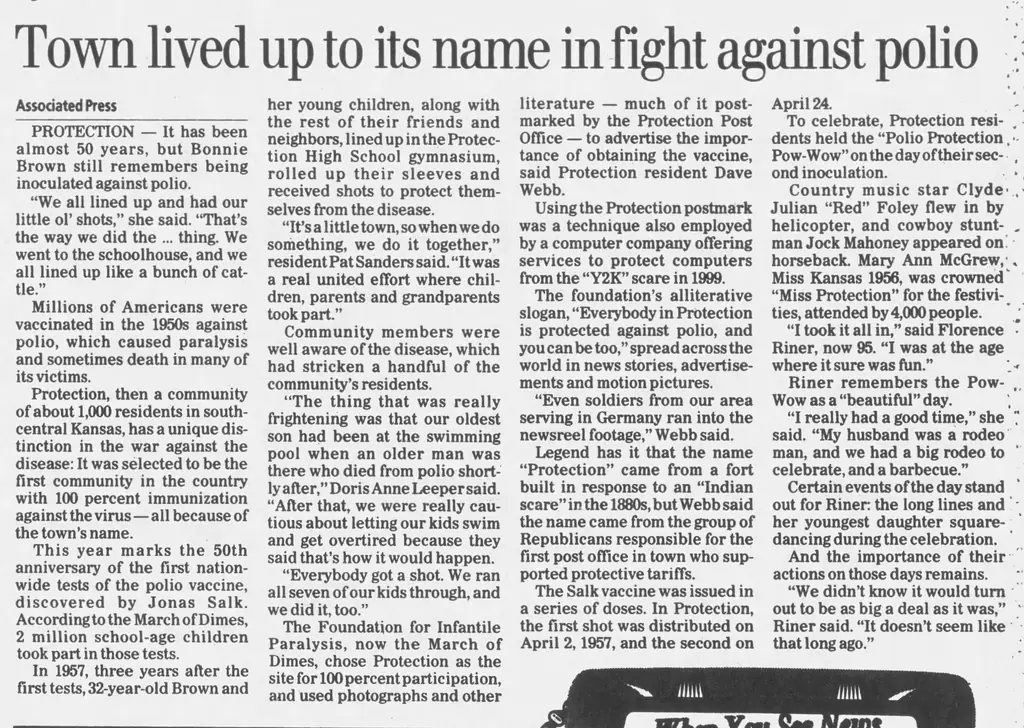 Town lived up to its name in fight against polio
Associated Press
PROTECTION — It has been
almost 50 years, but Bonnie
Brown still remembers being
inoculated against polio.
“We all lined up and had our
little ol’ shots,” she said. “That’s
the way we did the ... thing. We
went to the schoolhouse, and we
all lined up like a bunch of cat-
tle.”
Millions of Americans were
vaccinated in the 1950s against
polio, which caused paralysis
and sometimes death in many of
its victims.
Protection, then a community
of about 1,000 residents in south-
central Kansas, has a unique dis-
tinction in the war against the
disease: It was selected to be the
first community in the country
with 100 percent immunization
against the virus — all because of
the town’s name.
This year marks the 50th
anniversary of the first nation-
wide tests of the polio vaccine,
discovered by Jonas Salk.
According to the March of Dimes,
2 million school-age children
took part in those tests.
In 1957, three years after the
first tests, 32-year-old Brown and
her young children, along with
the rest of their friends and
neighbors, lined up in the Protec-
tion High School gymnasium,
rolled up their sleeves and
received shots to protect them-
selves from the disease.
“It’s a little town, so when we do
something, we do it together,”
resident Pat Sanders said. “It was
a real united effort where chil-
dren, parents and grandparents
took part.”
Community members were
well aware of the disease, which
had stricken a handful of the
community’s residents.
“The thing that was really
frightening was that our oldest
son had been at the swimming
pool when an older man was
there who died from polio short-
ly after,” Doris Anne Leeper said.
“After that, we were really cau-
tious about letting our kids swim
and get overtired because they
said that’s how it would happen.
“Everybody got a shot. We ran
all seven of our kids through, and
we did it, too.”
The Foundation for Infantile
Paralysis, now the March of
Dimes, chose Protection as the
site for 100 percent participation,
and used photographs and other
literature — much of it post-
marked by the Protection Post
Office — to advertise the impor-
tance of obtaining the vaccine,
said Protection resident Dave
Webb.
Using the Protection postmark
was a technique also employed
by a computer company offering
services to protect computers
from the “Y2K” scare in 1999.
The foundation’s alliterative
slogan, “Everybody in Protection
is protected against polio, and
you can be too,” spread across the
world in news stories, advertise-
ments and motion pictures.
“Even soldiers from our area
serving in Germany ran into the
newsreel footage,” Webb said.
Legend has it that the name
“Protection” came from a fort
built in response to an “Indian
scare” in the 1880s, but Webb said
the name came from the group of
Republicans responsible for the
first post office in town who sup-
ported protective tariffs.
The Salk vaccine was issued in
a series of doses. In Protection,
the first shot was distributed on
April 2, 1957, and the second on
April 24.
To celebrate, Protection resi-
dents held the “Polio Protection
Pow-Wow” on the day of their sec-
ond inoculation.
Country music star Clyde
Julian “Red” Foley flew in by
helicopter, and cowboy stunt-
man Jock Mahoney appeared on
horseback. Mary Ann McGrew,
Miss Kansas 1956, was crowned
“Miss Protection” for the festivi-
ties, attended by 4,000 people.
“I took it all in,” said Florence
Riner, now 95. “I was at the age
where it sure was fun.”
Riner remembers the Pow-
Wow as a “beautiful” day.
“I really had a good time,” she
said. “My husband was a rodeo
man, and we had a big rodeo to
celebrate, and a barbecue.”
Certain events of the day stand
out for Riner: the long lines and
her youngest daughter square-
dancing during the celebration.
And the importance of their
actions on those days remains.
“We didn’t know it would turn
out to be as big a deal as it was,”
Riner said. “It doesn’t seem like
that long ago.”
When You See News